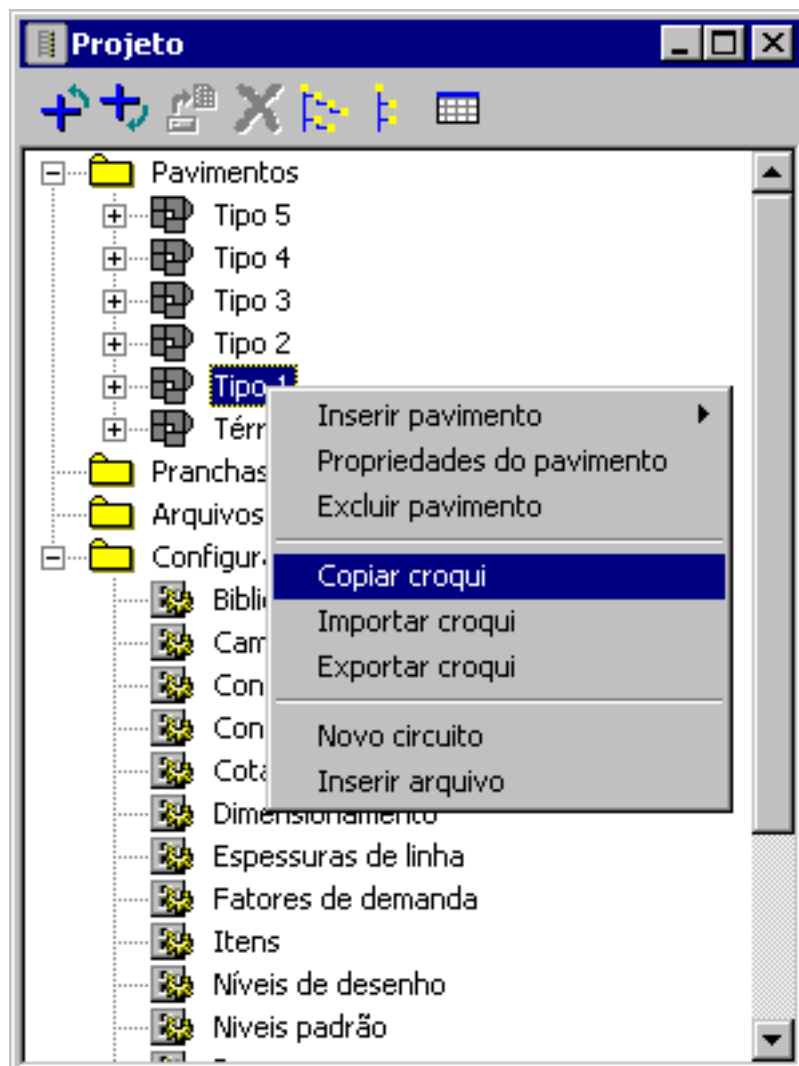 Projeto
Pavimentos
Tipo 5
Tipo 4
Tipo 3
Tipo 2
Tipo 1
Inserir pavimento
Propriedades do pavimento
Excluir pavimento
Pranchas
Arquivos
Copiar croqui
Importar croqui
Exportar croqui
Novo circuito
Inserir arquivo
Dimensionamento
Espessuras de linha
Fatores de demanda
Itens
Níveis de desenho
Niveis padrão